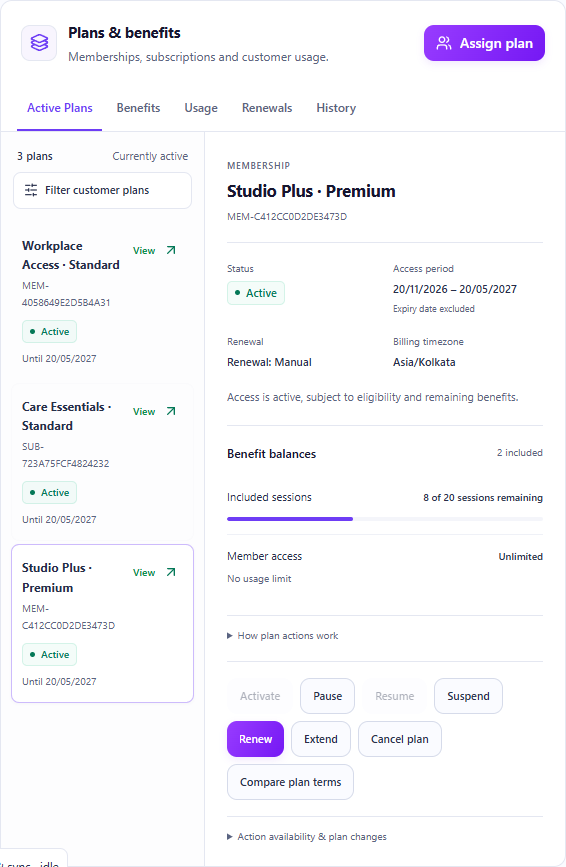 Plans & benefits
Memberships, subscriptions and customer usage.
Assign plan
Active Plans
Benefits
Usage
Renewals
History
3 plans
Currently active
Filter customer plans
Workplace
Access · Standard
View
MEM-
4058649E2D5B4A31
Active
Until 20/05/2027
Care Essentials ·
Standard
View
SUB-
723A75FCF4824232
Active
Until 20/05/2027
Studio Plus ·
Premium
View
MEM-
C412CC0D2DE3473D
Active
Until 20/05/2027
MEMBERSHIP
Studio Plus · Premium
MEM-C412CC0D2DE3473D
Status
Active
Access period
20/11/2026 – 20/05/2027
Expiry date excluded
Renewal
Renewal: Manual
Billing timezone
Asia/Kolkata
Access is active, subject to eligibility and remaining benefits.
Benefit balances
2 included
Included sessions
8 of 20 sessions remaining
Member access
Unlimited
No usage limit
How plan actions work
Activate
Pause
Resume
Suspend
Renew
Extend
Cancel plan
Compare plan terms
Action availability & plan changes